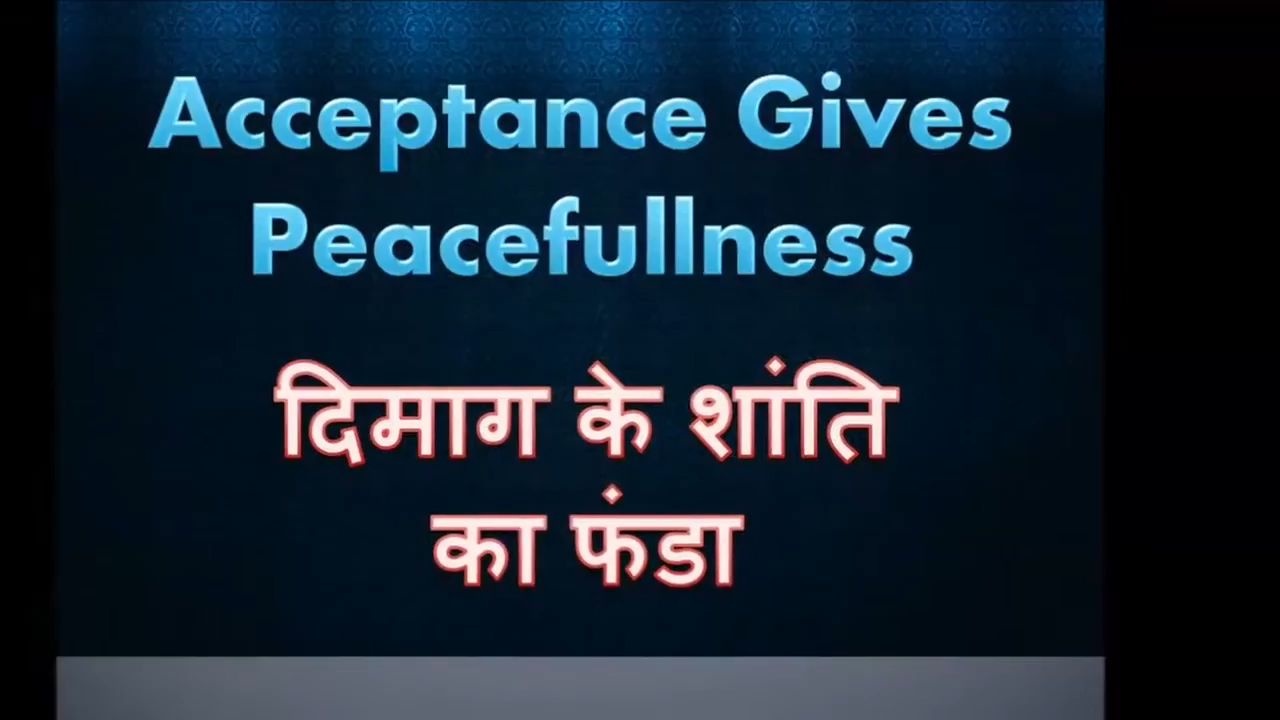 Acceptance Gives
Peacefullness
दिमाग के शांति
का फंडा